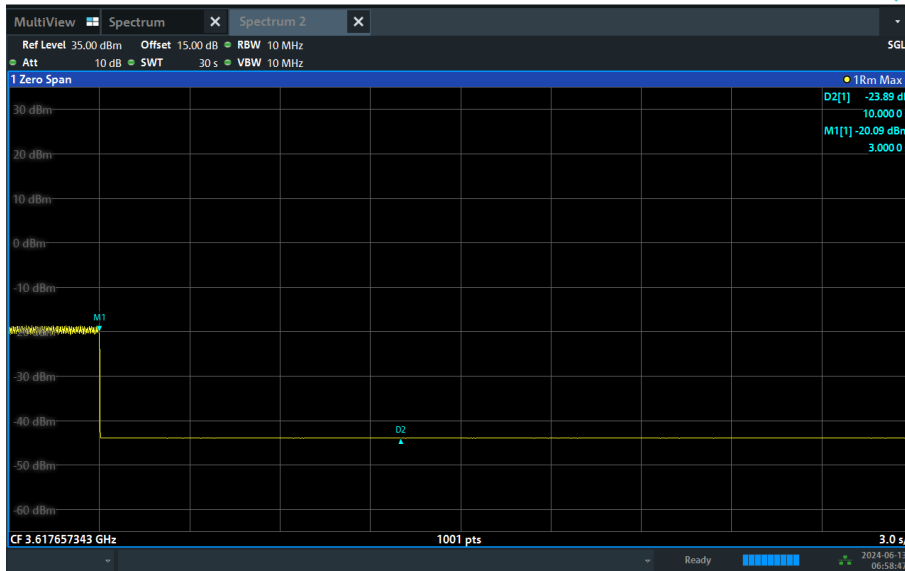 MultiView Spectrum X Spectrum 2 X
Ref Level 35.00 dBm Offset 15.00 dB RBW 10 MHz SGL
Att 10 dB SWT 30 s VBW 10 MHz
1 Zero Span 1Rm Max
D2[1] -23.89 d
10.000 0
M1[1] -20.09 dBm
3.000 0
30 dBm
20 dBm
10 dBm
0 dBm
-10 dBm
M1
-30 dBm
-40 dBm
D2
-50 dBm
-60 dBm
CF 3.617657343 GHz 1001 pts 3.0 s/
Ready 2024-06-13
06:58:47